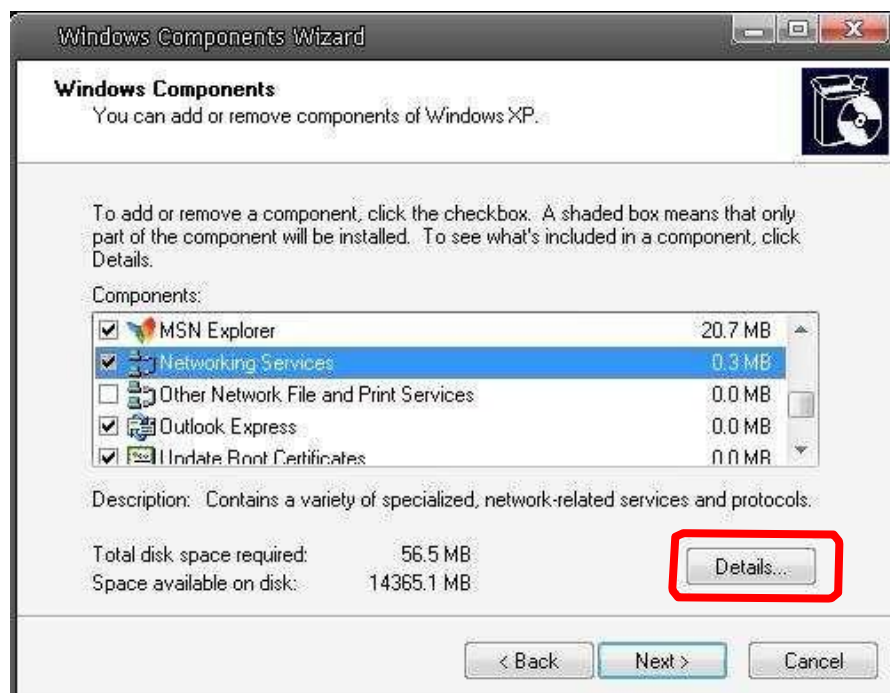 Windows Components Wizard
Windows Components
You can add or remove components of Windows XP.
To add or remove a component, click the checkbox. A shaded box means that only
part of the component will be installed. To see what's included in a component, click
Details.
Components:
MSN Explorer 20.7 MB
Networking Services 0.3 MB
Other Network File and Print Services 0.0 MB
Outlook Express 0.0 MB
Update Root Certificates 0.0 MB
Description: Contains a variety of specialized, network-related services and protocols.
Total disk space required: 56.5 MB
Space available on disk: 14365.1 MB
Details...
< Back Next > Cancel